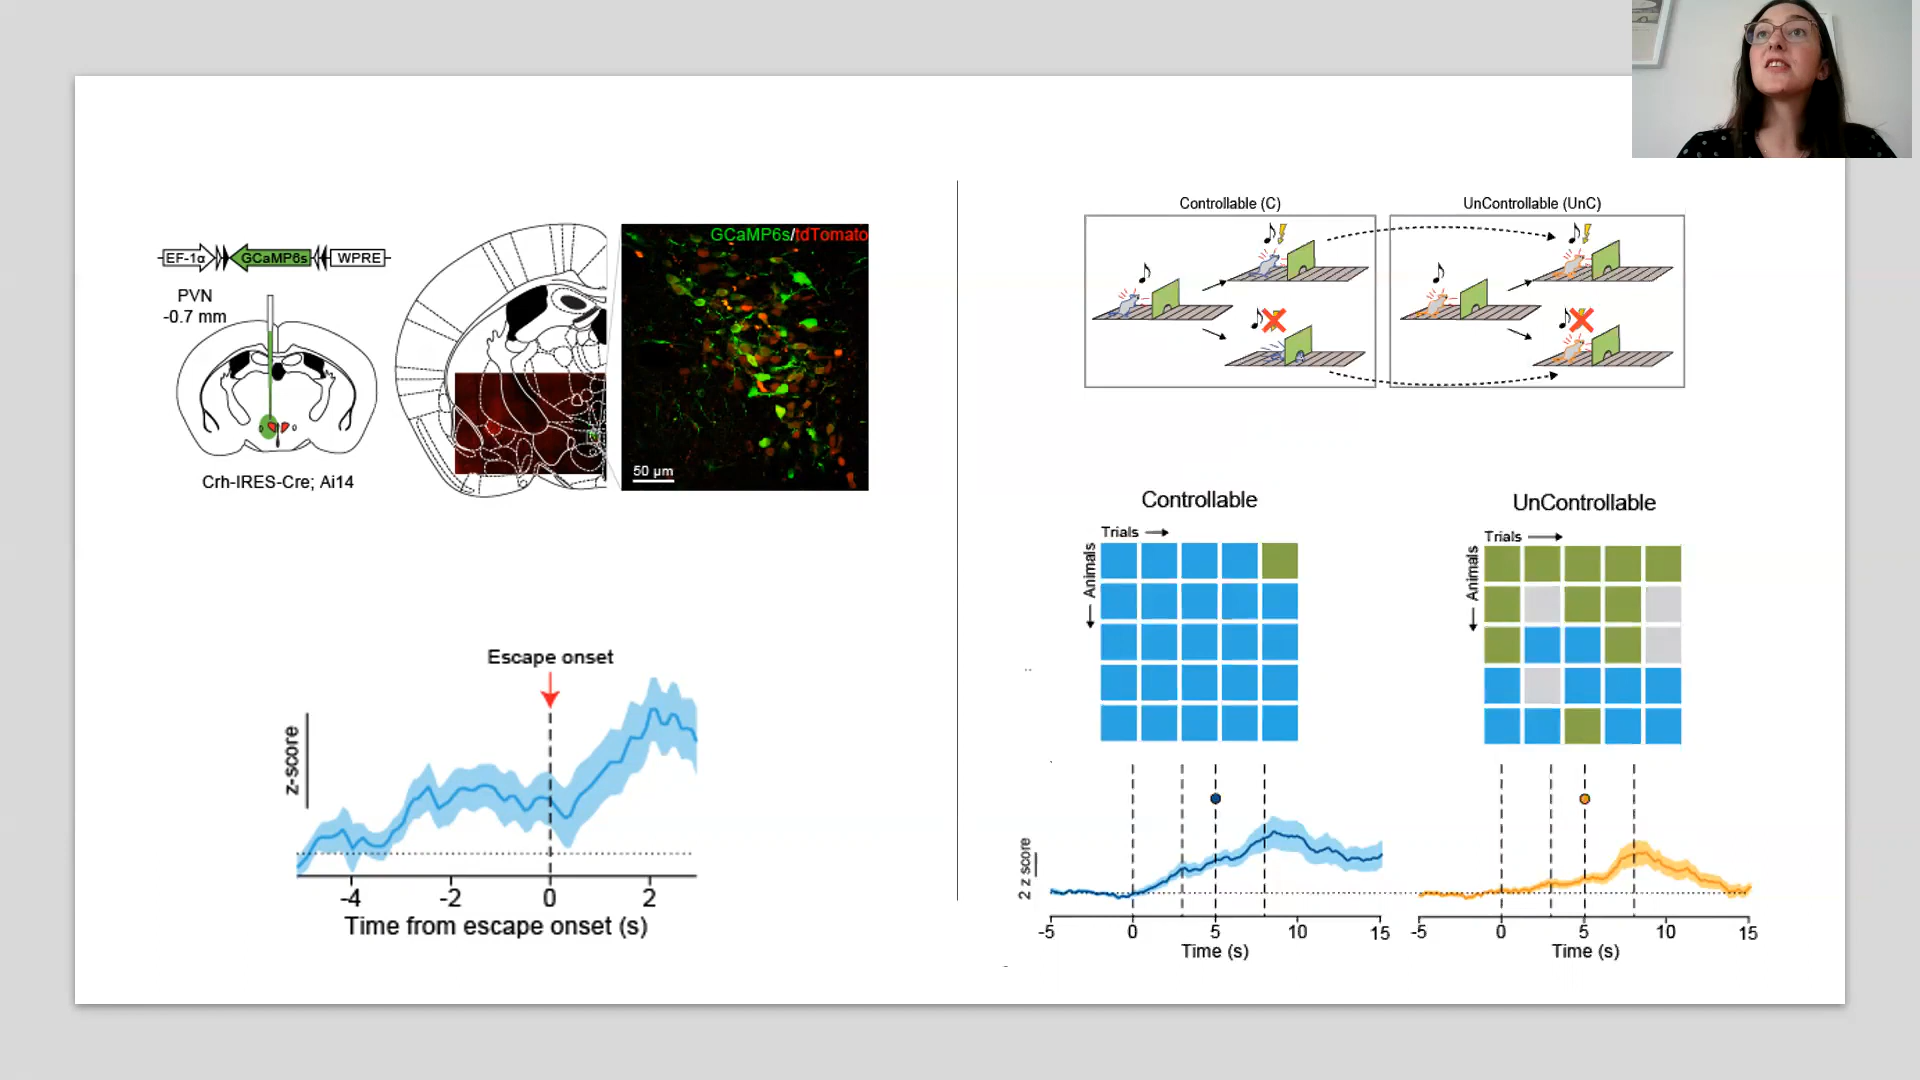 EF-1α GCaMP6s WPRE
PVN
-0.7 mm
Crh-IRES-Cre; Ai14
GCaMP6s/tdTomato
50 µm
Escape onset
z-score
-4 -2 0 2
Time from escape onset (s)
Controllable (C)
UnControllable (UnC)
Controllable
Trials
Animals
UnControllable
Trials
Animals
2 z score
-5 0 5 10 15
Time (s)
-5 0 5 10 15
Time (s)